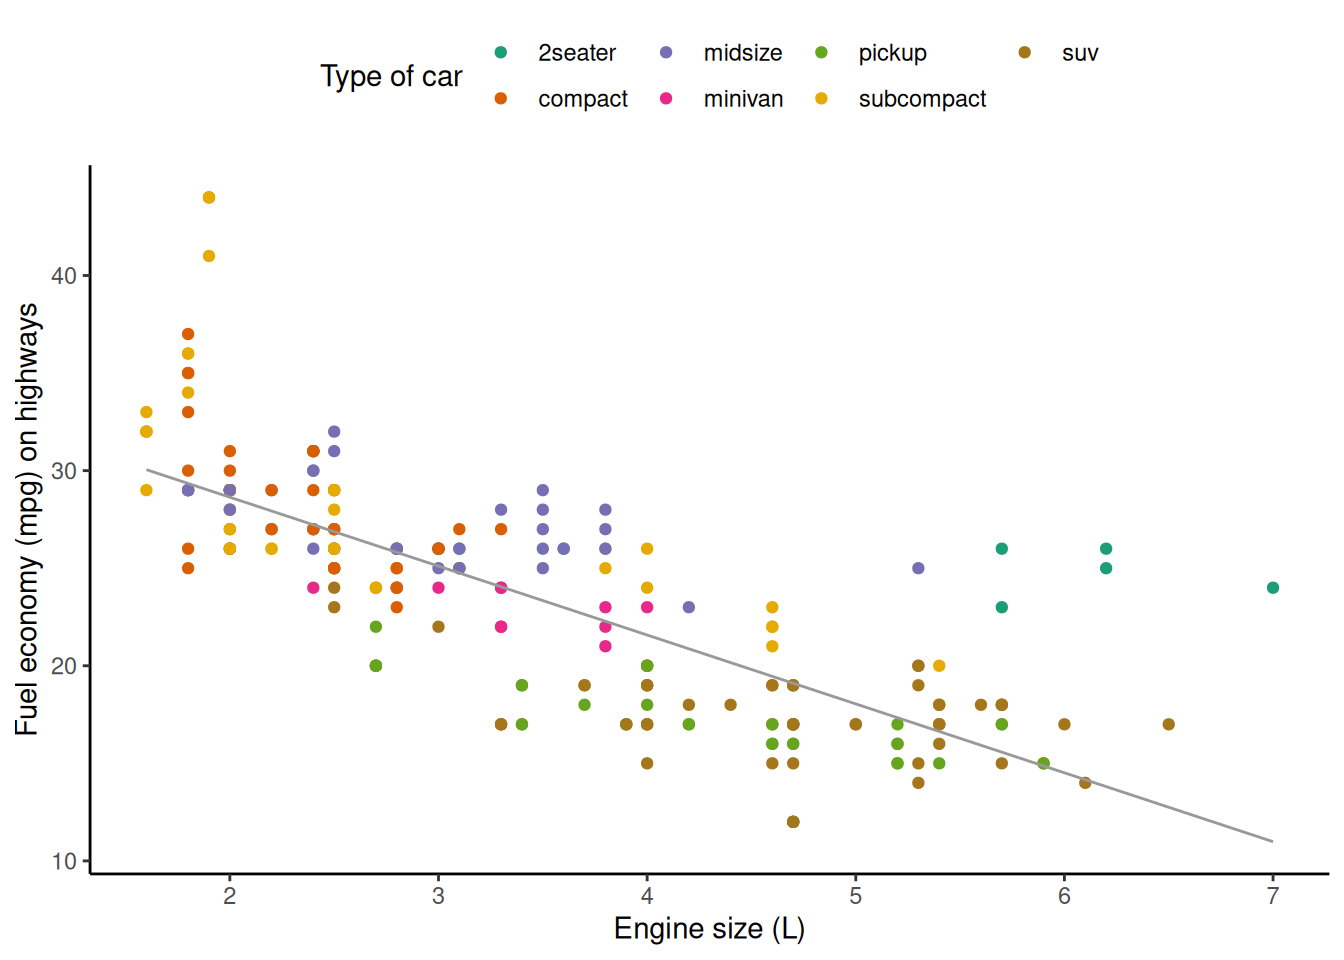 Type of car
2seater midsize pickup suv
compact minivan subcompact
Fuel economy (mpg) on highways
40
30
20
10
2 3 4 5 6 7
Engine size (L)